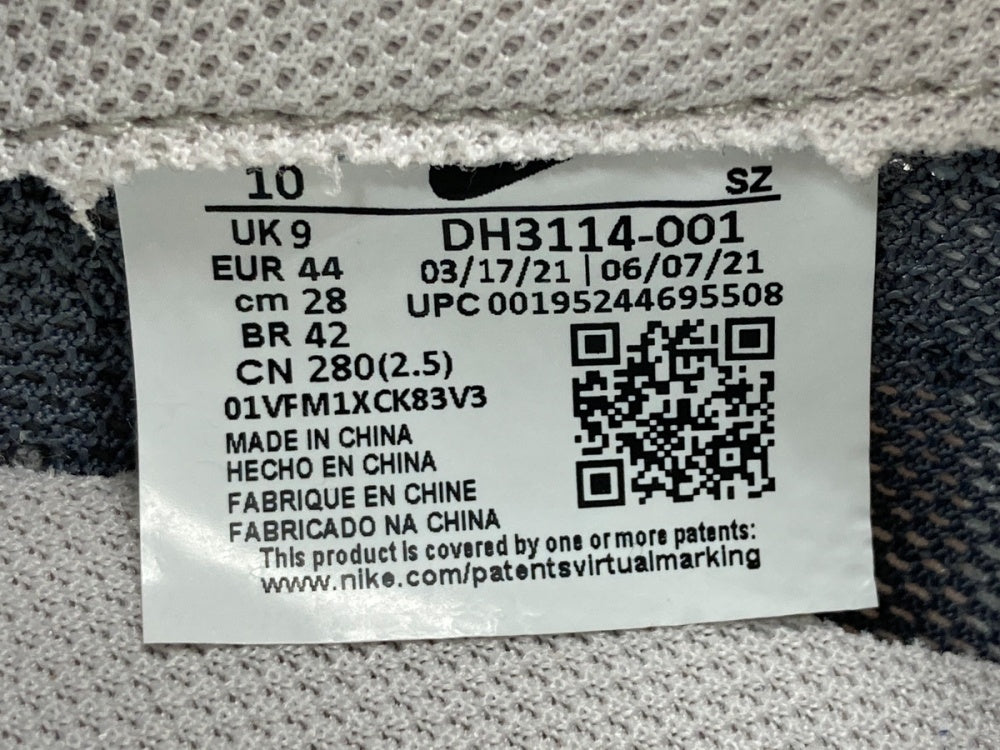 10 SZ
UK 9 DH3114-001
EUR 44 03/17/21 | 06/07/21
cm 28 UPC 00195244695508
BR 42
CN 280(2.5)
01VFM1XCK83V3
MADE IN CHINA
HECHO EN CHINA
FABRIQUE EN CHINE
FABRICADO NA CHINA
This product is covered by one or more patents:
www.nike.com/patentsvirtualmarking